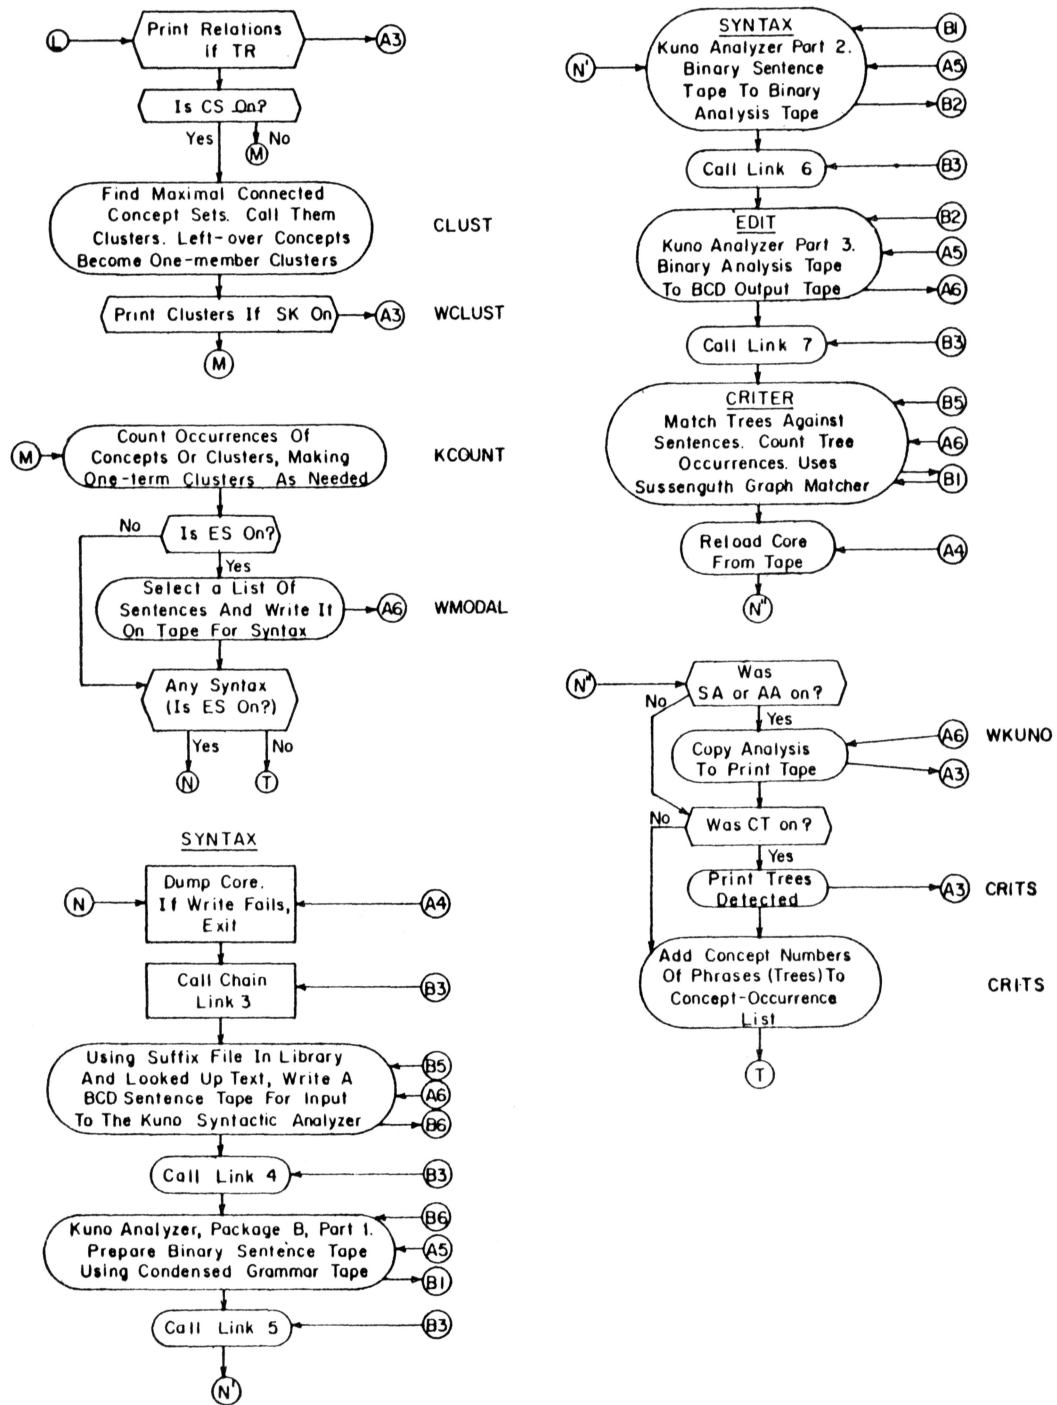 L
Print Relations
if TR
A3
Is CS On?
Yes
No
M
Find Maximal Connected
Concept Sets. Call Them
Clusters. Left-over Concepts
Become One-member Clusters
CLUST
Print Clusters If SK On
A3
WCLUST
M
M
Count Occurrences Of
Concepts Or Clusters, Making
One-term Clusters As Needed
KCOUNT
Is ES On?
No
Yes
Select a List Of
Sentences And Write It
On Tape For Syntax
A6
WMODAL
Any Syntax
(Is ES On?)
Yes
No
N
T
SYNTAX
N
Dump Core.
If Write Fails,
Exit
A4
Call Chain
Link 3
B3
Using Suffix File In Library
And Looked Up Text, Write A
BCD Sentence Tape For Input
To The Kuno Syntactic Analyzer
B5
A6
B6
Call Link 4
B3
Kuno Analyzer, Package B, Part 1.
Prepare Binary Sentence Tape
Using Condensed Grammar Tape
B6
A5
B1
Call Link 5
B3
N'
N'
SYNTAX
Kuno Analyzer Part 2.
Binary Sentence
Tape To Binary
Analysis Tape
B1
A5
B2
Call Link 6
B3
EDIT
Kuno Analyzer Part 3.
Binary Analysis Tape
To BCD Output Tape
B2
A5
A6
Call Link 7
B3
CRITER
Match Trees Against
Sentences. Count Tree
Occurrences. Uses
Sussenguth Graph Matcher
B5
A6
B1
Reload Core
From Tape
A4
N"
N"
Was
SA or AA on?
No
Yes
Copy Analysis
To Print Tape
A6
A3
WKUNO
Was CT on?
No
Yes
Print Trees
Detected
A3
CRITS
Add Concept Numbers
Of Phrases (Trees) To
Concept-Occurrence
List
CRITS
T